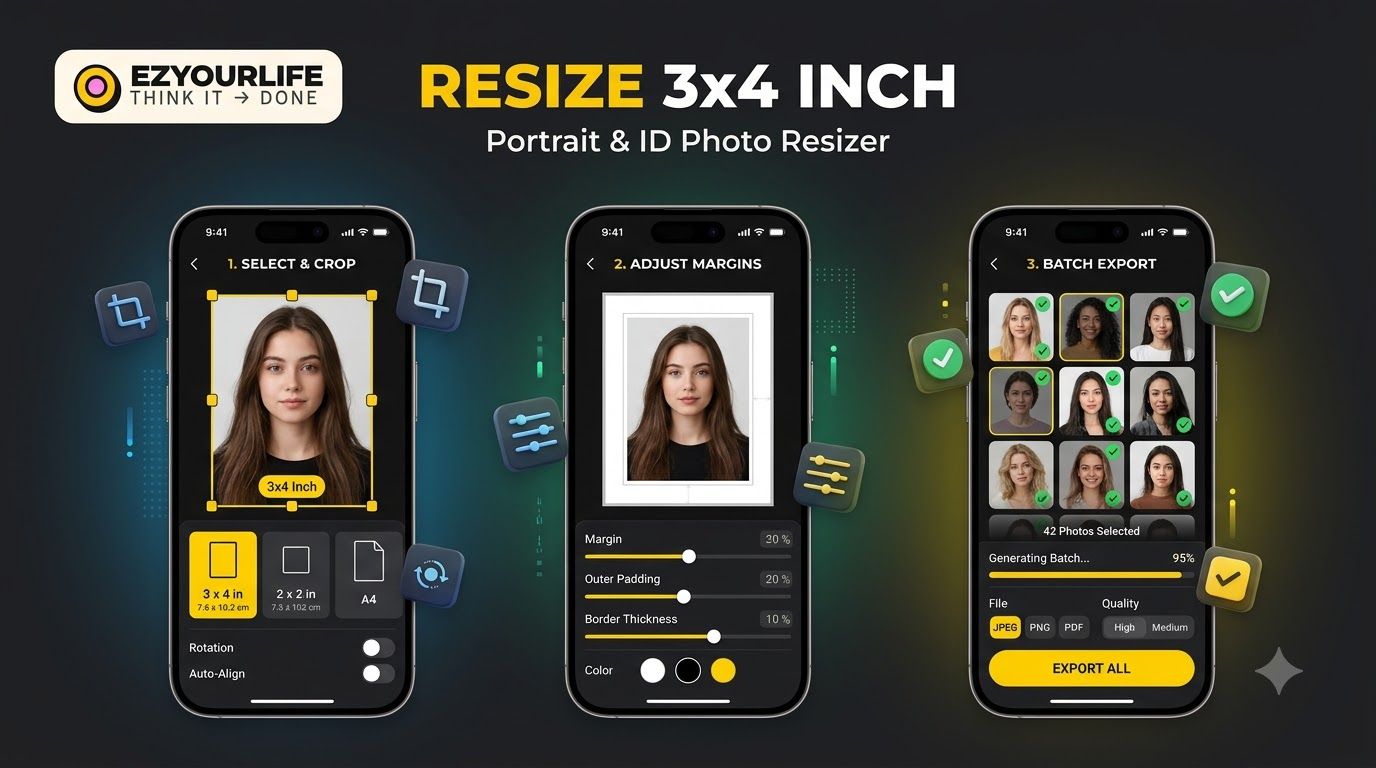 EZYOURLIFE
THINK IT → DONE
RESIZE 3x4 INCH
Portrait & ID Photo Resizer
9:41
1. SELECT & CROP
3x4 Inch
3 x 4 in
7.6 x 10.2 cm
2 x 2 in
7.3 x 102 cm
A4
Rotation
Auto-Align
9:41
2. ADJUST MARGINS
Margin 20 %
Outer Padding 20 %
Border Thickness 10 %
Color
9:41
3. BATCH EXPORT
42 Photos Selected
Generating Batch... 95%
File Quality
JPEG PNG PDF High Medium
EXPORT ALL